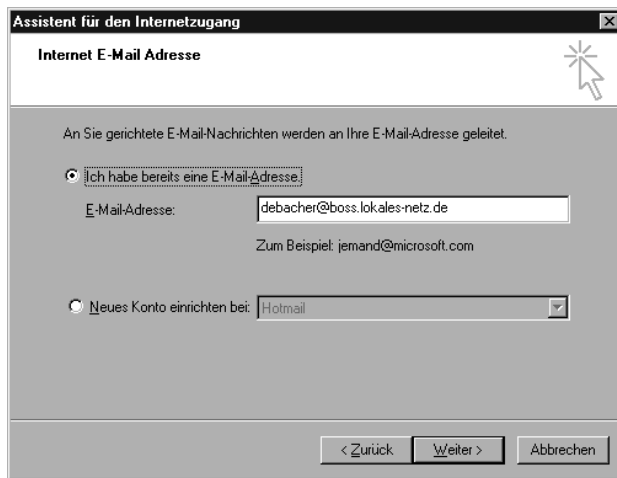 Assistent für den Internetzugang
Internet E-Mail Adresse
An Sie gerichtete E-Mail-Nachrichten werden an Ihre E-Mail-Adresse geleitet.
Ich habe bereits eine E-Mail-Adresse.
E-Mail-Adresse: debacher@boss.lokales-netz.de
Zum Beispiel: jemand@microsoft.com
Neues Konto einrichten bei: Hotmail
< Zurück Weiter > Abbrechen